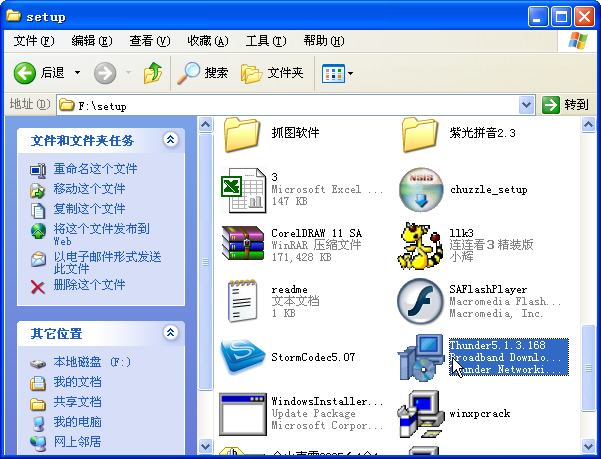 setup
文件(F) 编辑(E) 查看(V) 收藏(A) 工具(T) 帮助(H)
后退 搜索 文件夹
地址(D) F:\setup 转到
文件和文件夹任务
重命名这个文件
移动这个文件
复制这个文件
将这个文件发布到
Web
以电子邮件形式发送
此文件
删除这个文件
其它位置
本地磁盘 (F:)
我的文档
共享文档
我的电脑
网上邻居
抓图软件
紫光拼音2.3
3
Microsoft Excel ...
147 KB
chuzzle_setup
CorelDRAW 11 SA
WinRAR 压缩文件
171,428 KB
llk3
连连看3精装版
小辉
readme
文本文档
1 KB
SAFlashPlayer
Macromedia Flash...
Macromedia, Inc.
StormCodec5.07
Thunder5.1.3.168
Broadband Downlo...
Thunder Networki...
WindowsInstaller...
Update Package
Microsoft Corpor...
winxpcrack